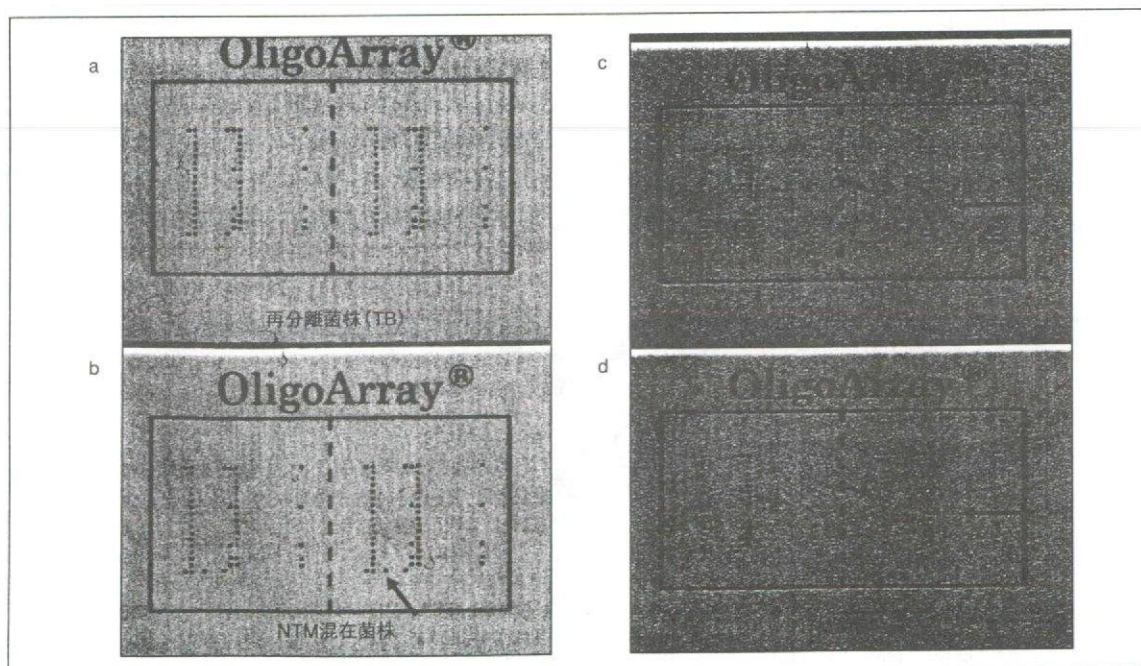 a
OligoArray®
再分離菌株(TB)
b
OligoArray®
NTM混在菌株
c
OligoArray®
d
OligoArray®